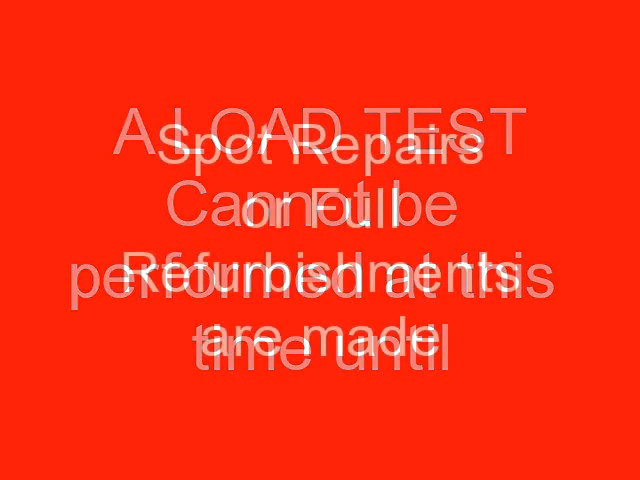 A LOAD TEST
Cannot be
performed at this
time until
Spot Repairs
or Full
Refurbishments
are made